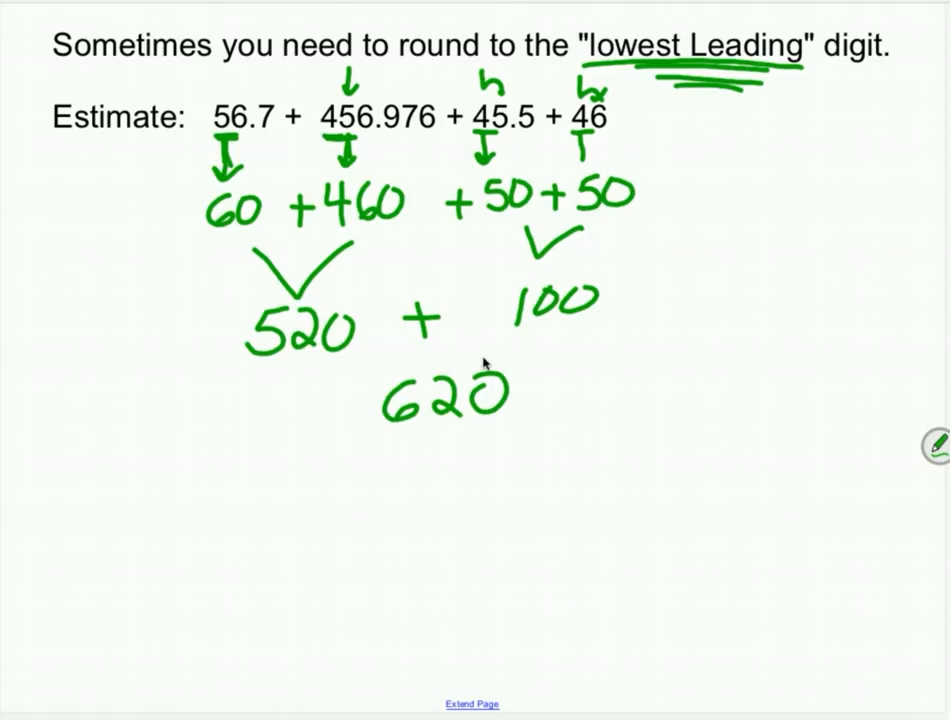 Sometimes you need to round to the "lowest Leading" digit.
Estimate: 56.7 + 456.976 + 45.5 + 46
60 + 460 + 50 + 50
520 + 100
620
Extend Page